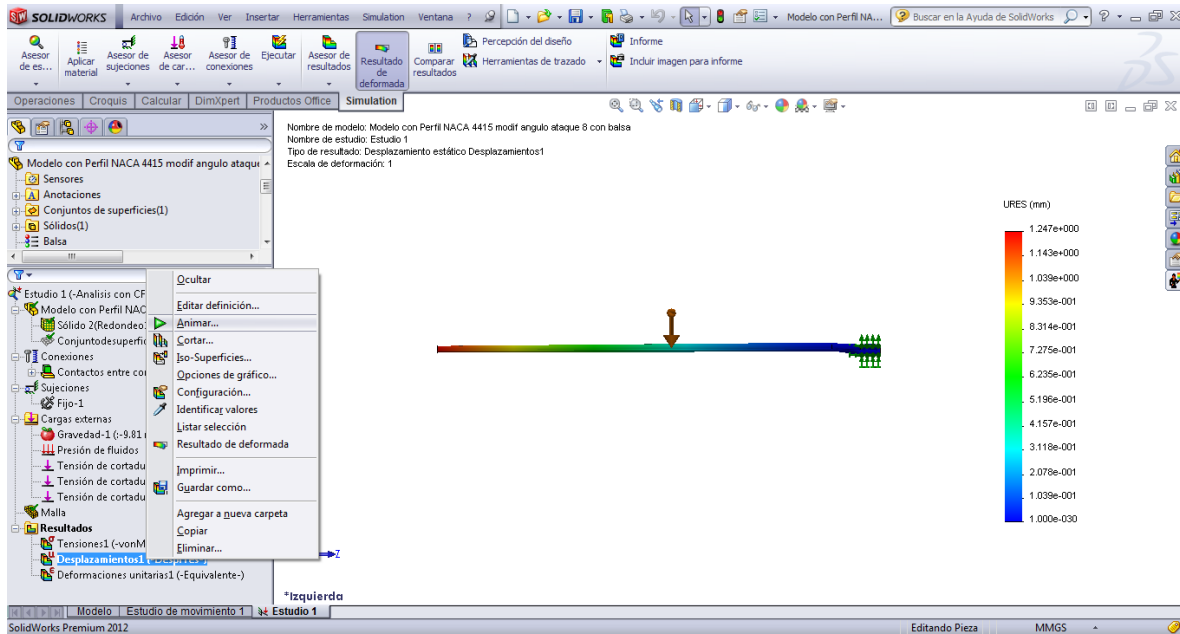 SOLIDWORKS Archivo Edición Ver Insertar Herramientas Simulation Ventana ? Modelo con Perfil NA... Buscar en la Ayuda de SolidWorks ?
Asesor de es...
Aplicar material
Asesor de sujeciones
Asesor de car...
Asesor de conexiones
Ejecutar
Asesor de resultados
Resultado de deformada
Comparar resultados
Percepción del diseño
Herramientas de trazado
Informe
Incluir imagen para informe
Operaciones Croquis Calcular DimXpert Productos Office Simulation
Modelo con Perfil NACA 4415 modif angulo ataque
Sensores
Anotaciones
Conjuntos de superficies(1)
Sólidos(1)
Balsa
Estudio 1 (-Analisis con CF
Modelo con Perfil NAC
Sólido 2(Redondeo
Conjuntodesuperfic
Conexiones
Contactos entre co
Sujeciones
Fijo-1
Cargas externas
Gravedad-1 (:-9.81
Presión de fluidos
Tensión de cortadu
Tensión de cortadu
Tensión de cortadu
Malla
Resultados
Tensiones1 (-vonM
Desplazamientos1
Deformaciones unitarias1 (-Equivalente-)
Ocultar
Editar definición...
Animar...
Cortar...
Iso-Superficies...
Opciones de gráfico...
Configuración...
Identificar valores
Listar selección
Resultado de deformada
Imprimir...
Guardar como...
Agregar a nueva carpeta
Copiar
Eliminar...
Nombre de modelo: Modelo con Perfil NACA 4415 modif angulo ataque 8 con balsa
Nombre de estudio: Estudio 1
Tipo de resultado: Desplazamiento estático Desplazamientos1
Escala de deformación: 1
URES (mm)
1.247e+000
1.143e+000
1.039e+000
9.353e-001
8.314e-001
7.275e-001
6.235e-001
5.196e-001
4.157e-001
3.118e-001
2.078e-001
1.039e-001
1.000e-030
Z
*Izquierda
Modelo Estudio de movimiento 1 Estudio 1
SolidWorks Premium 2012 Editando Pieza MMGS